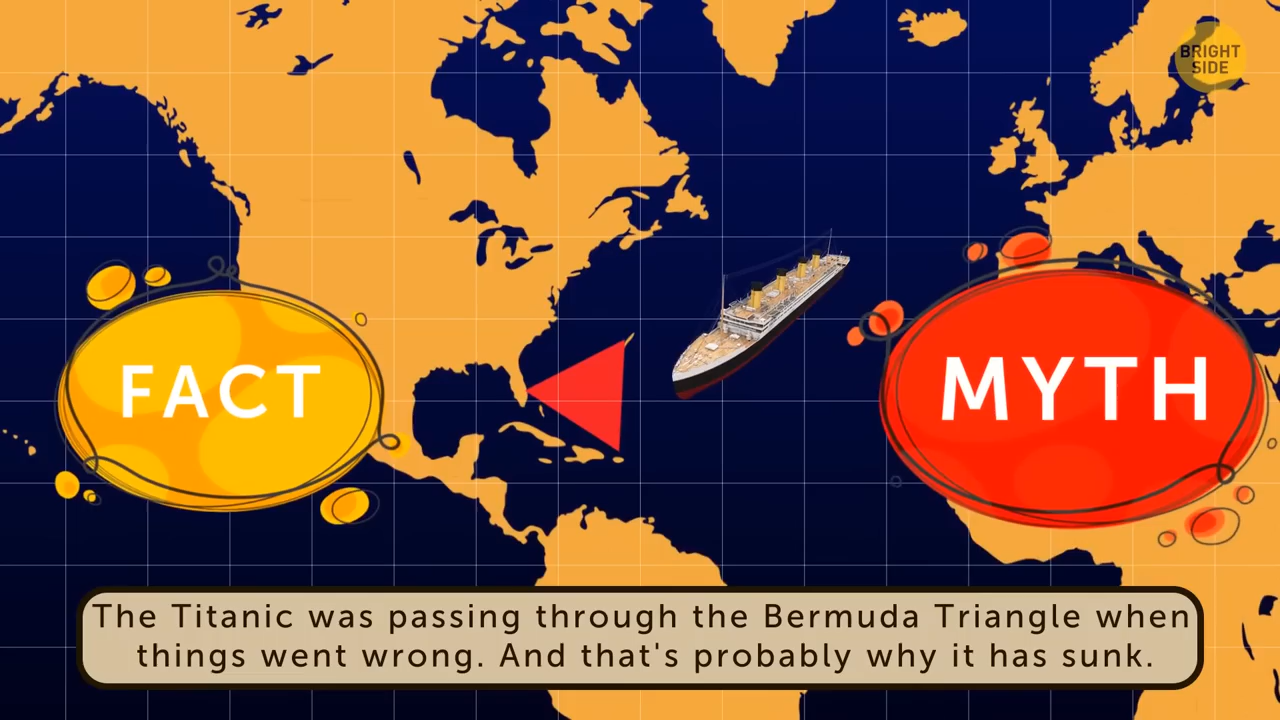 BRIGHT
SIDE
FACT
MYTH
The Titanic was passing through the Bermuda Triangle when
things went wrong. And that's probably why it has sunk.